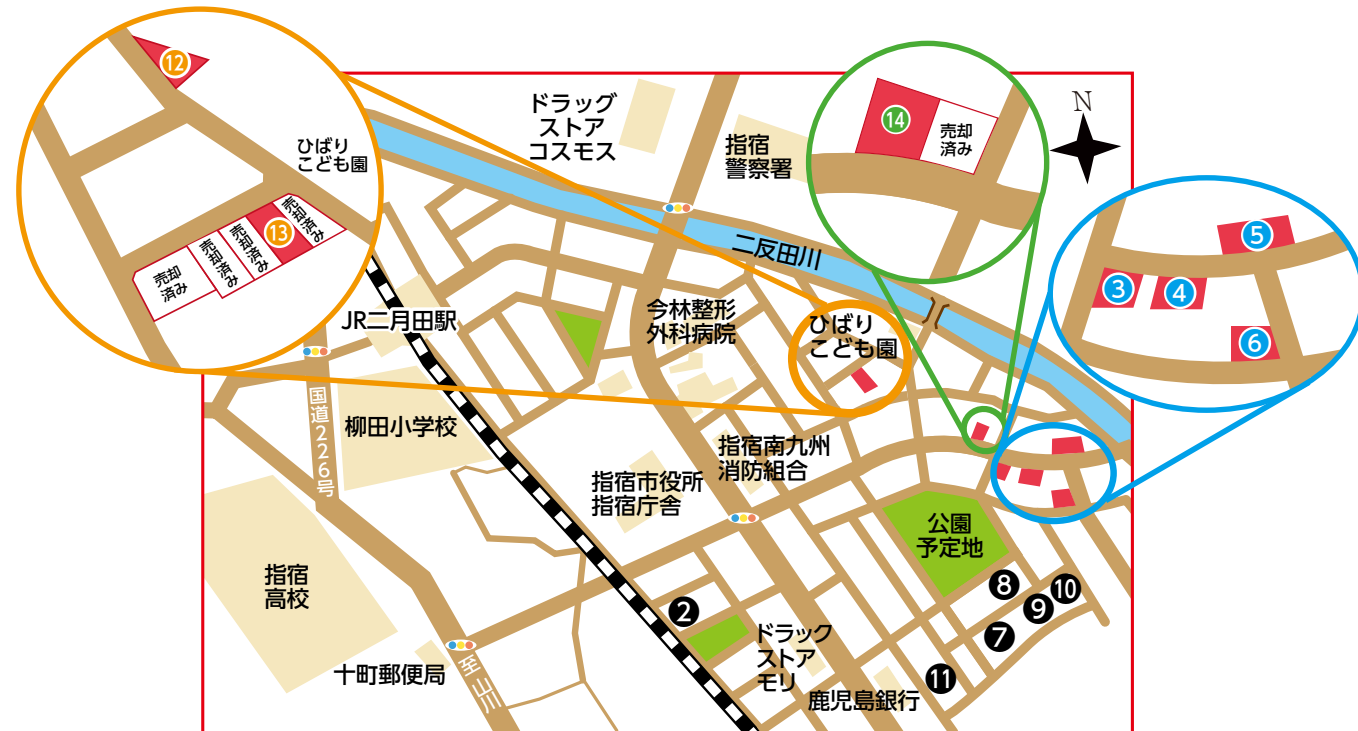 ⑫
ひばり
こども園
売却
済み
売却済み
売却済み
⑬
売却済み
ドラッグ
ストア
コスモス
指宿
警察署
⑭
売却
済み
N
⑤
③
④
⑥
二反田川
JR二月田駅
今林整形
外科病院
ひばり
こども園
国道226号
柳田小学校
指宿南九州
消防組合
指宿市役所
指宿庁舎
公園
予定地
指宿
高校
❷
❽
❿
❾
❼
⓫
ドラック
ストア
モリ
十町郵便局
至山川
鹿児島銀行